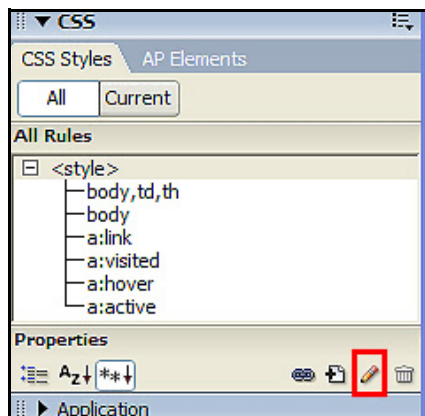 CSS
CSS Styles AP Elements
All Current
All Rules
<style>
body,td,th
body
a:link
a:visited
a:hover
a:active
Properties
Az↓ **↓
Application